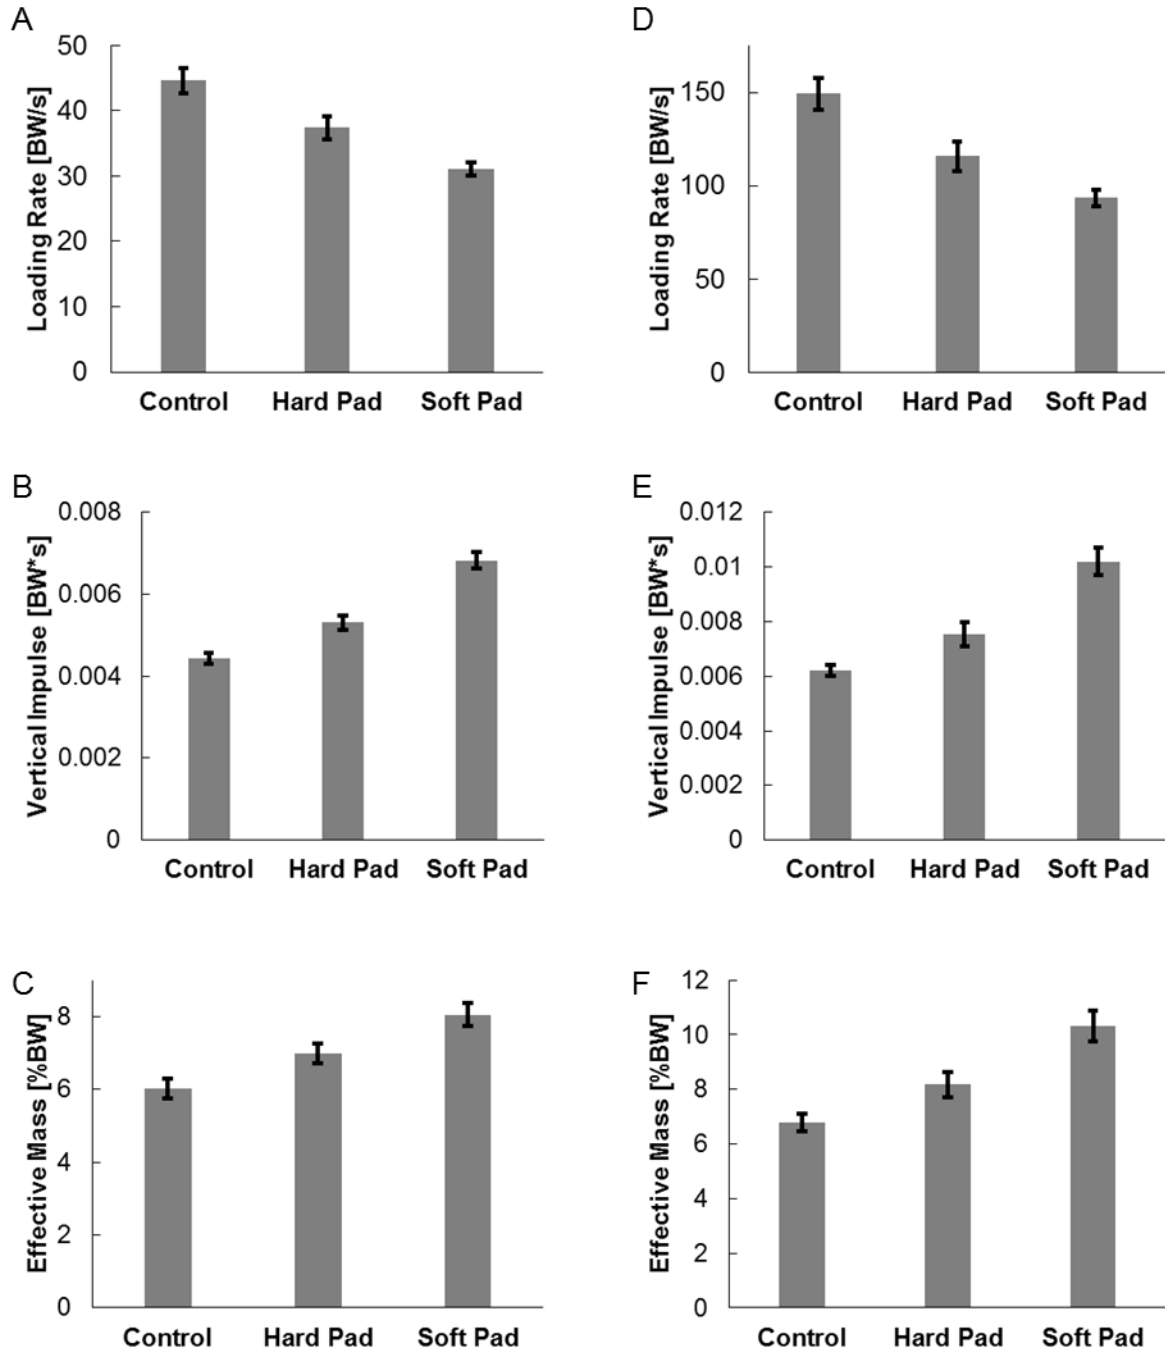 A
Loading Rate [BW/s]
50
40
30
20
10
0
Control Hard Pad Soft Pad
D
Loading Rate [BW/s]
150
100
50
0
Control Hard Pad Soft Pad
B
Vertical Impulse [BW*s]
0.008
0.006
0.004
0.002
0
Control Hard Pad Soft Pad
E
Vertical Impulse [BW*s]
0.012
0.01
0.008
0.006
0.004
0.002
0
Control Hard Pad Soft Pad
C
Effective Mass [%BW]
8
6
4
2
0
Control Hard Pad Soft Pad
F
Effective Mass [%BW]
12
10
8
6
4
2
0
Control Hard Pad Soft Pad